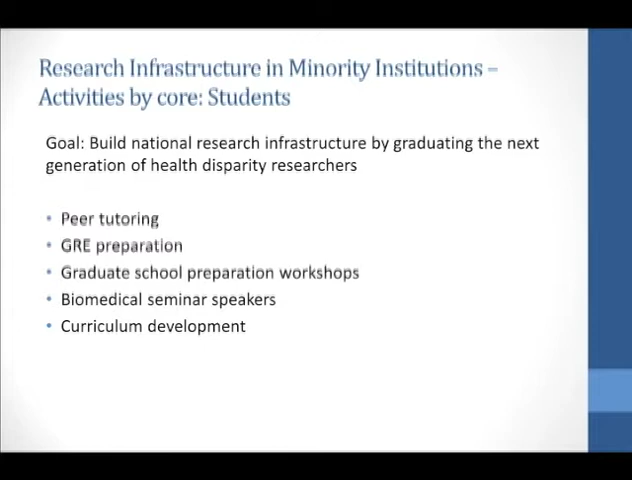 Research Infrastructure in Minority Institutions –
Activities by core: Students
Goal: Build national research infrastructure by graduating the next
generation of health disparity researchers
• Peer tutoring
• GRE preparation
• Graduate school preparation workshops
• Biomedical seminar speakers
• Curriculum development